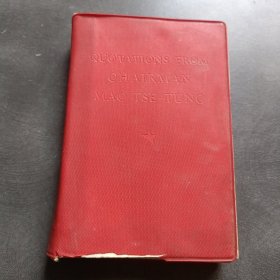 QUOTATIONS FROM
CHAIRMAN
MAO TSE-TUNG